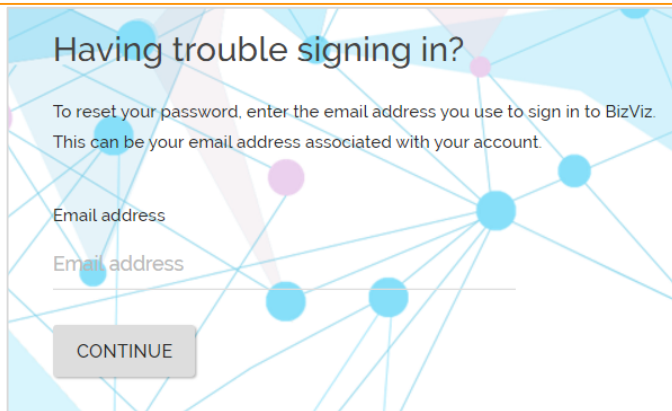 Having trouble signing in?
To reset your password, enter the email address you use to sign in to BizViz.
This can be your email address associated with your account.
Email address
Email address
CONTINUE